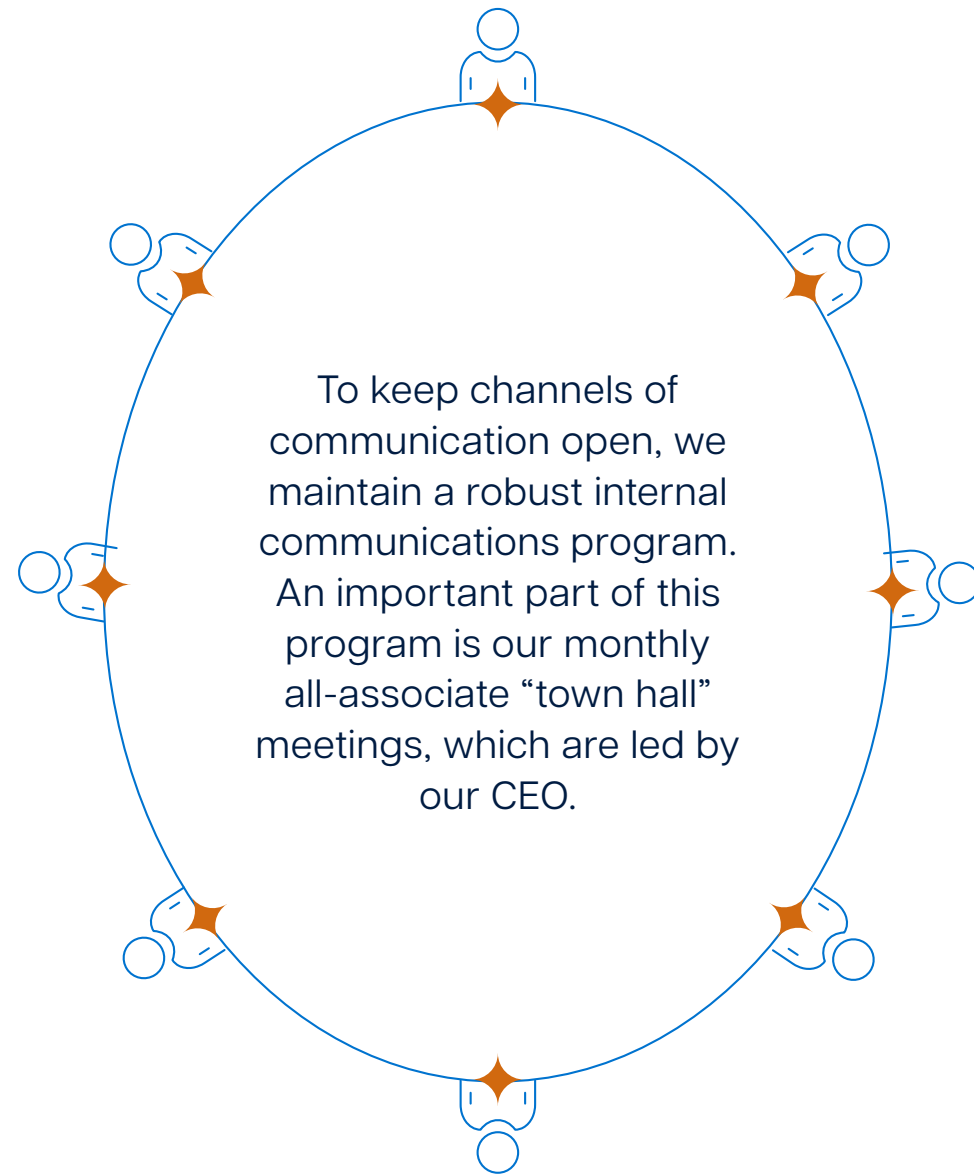 To keep channels of
communication open, we
maintain a robust internal
communications program.
An important part of this
program is our monthly
all-associate “town hall”
meetings, which are led by
our CEO.